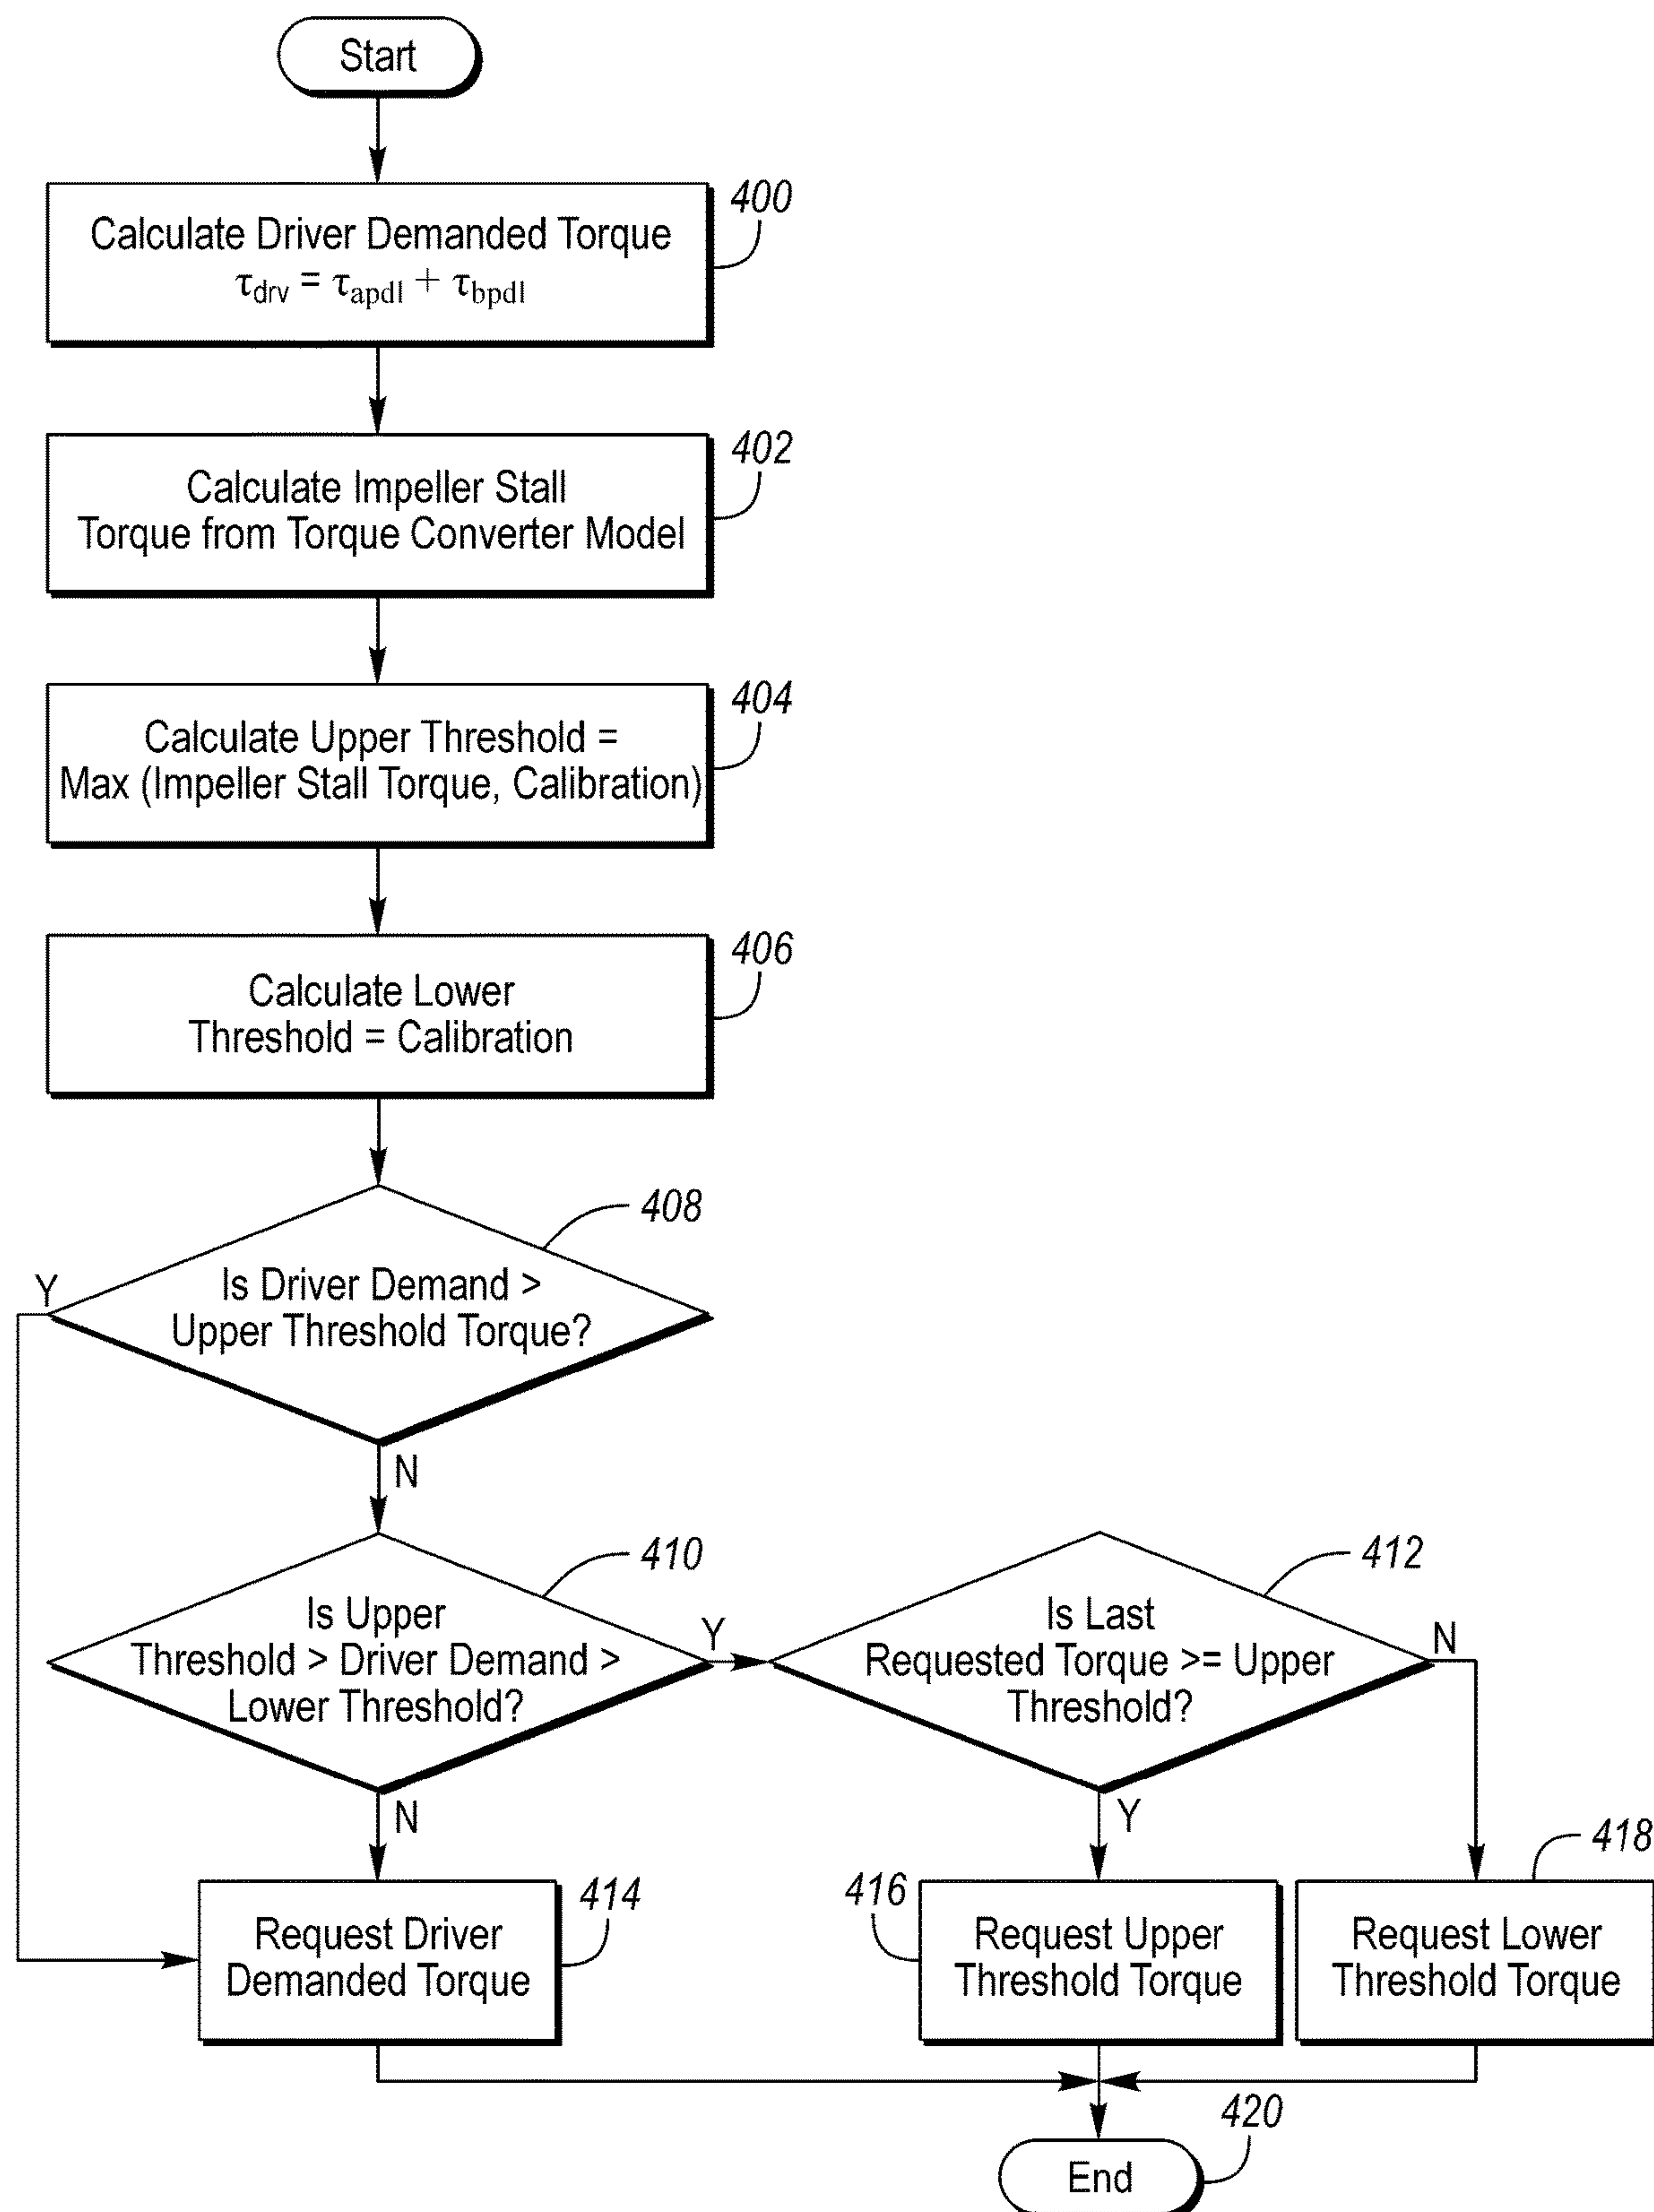 Start
400
Calculate Driver Demanded Torque
τdrv = τapdl + τbpdl
402
Calculate Impeller Stall
Torque from Torque Converter Model
404
Calculate Upper Threshold =
Max (Impeller Stall Torque, Calibration)
406
Calculate Lower
Threshold = Calibration
408
Y
Is Driver Demand >
Upper Threshold Torque?
N
410
Is Upper
Threshold > Driver Demand >
Lower Threshold?
Y
412
Is Last
Requested Torque >= Upper
Threshold?
N
N
Y
414
Request Driver
Demanded Torque
416
Request Upper
Threshold Torque
418
Request Lower
Threshold Torque
420
End